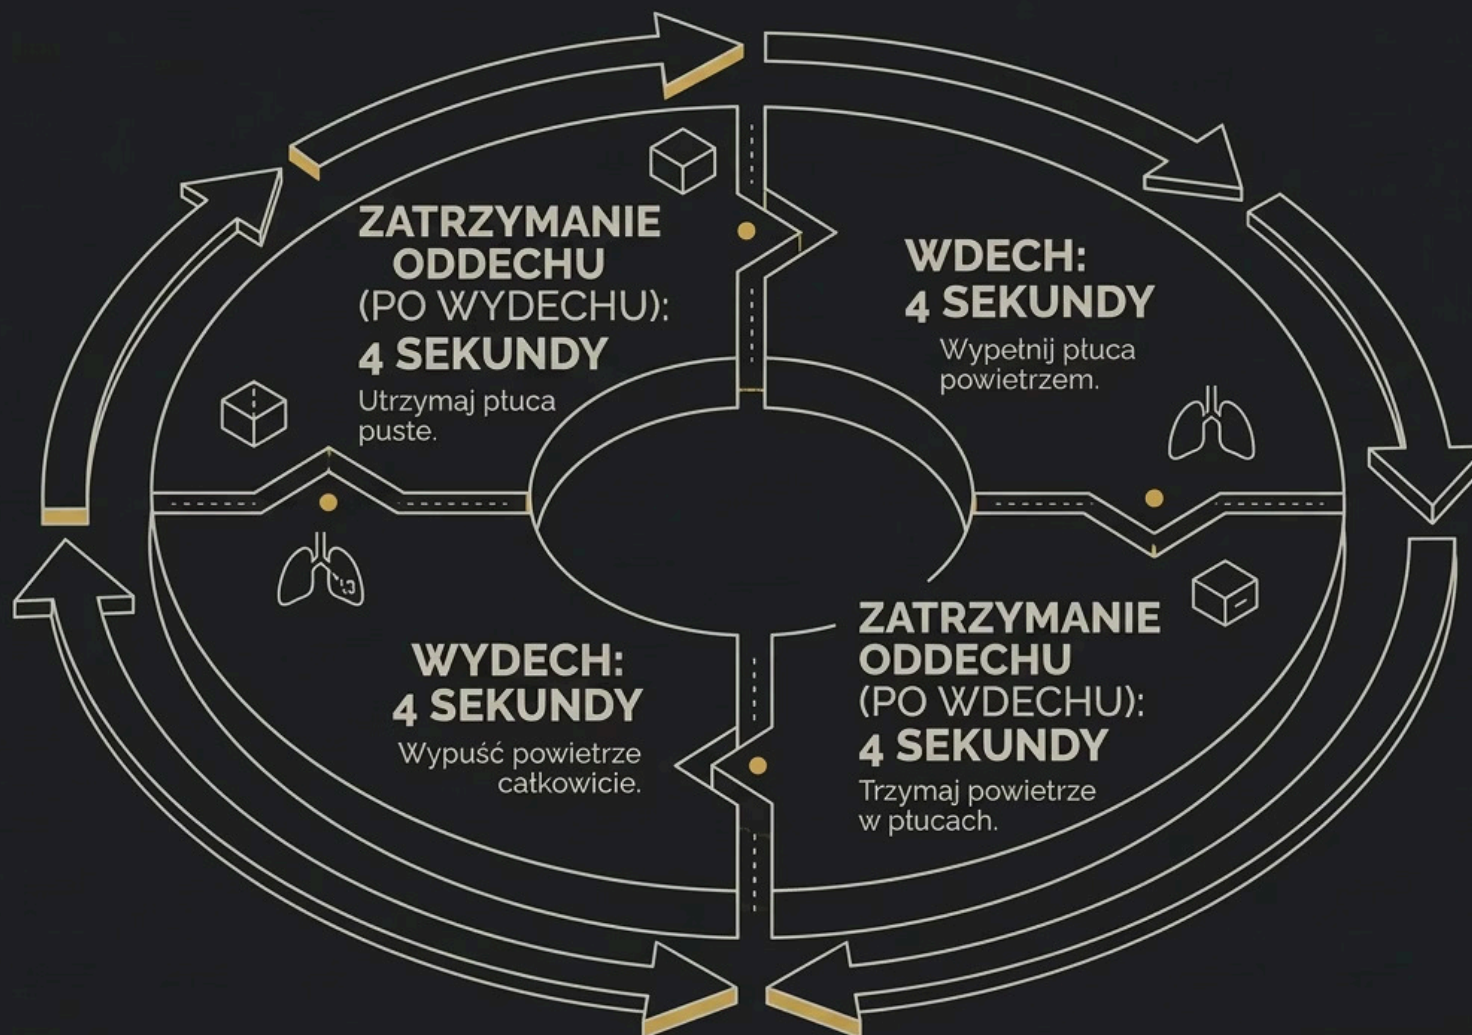 ZATRZYMANIE
ODDECHU
(PO WYDECHU):
4 SEKUNDY
Utrzymaj płuca
puste.
WDECH:
4 SEKUNDY
Wypełnij płuca
powietrzem.
WYDECH:
4 SEKUNDY
Wypuść powietrze
całkowicie.
ZATRZYMANIE
ODDECHU
(PO WDECHU):
4 SEKUNDY
Trzymaj powietrze
w płucach.